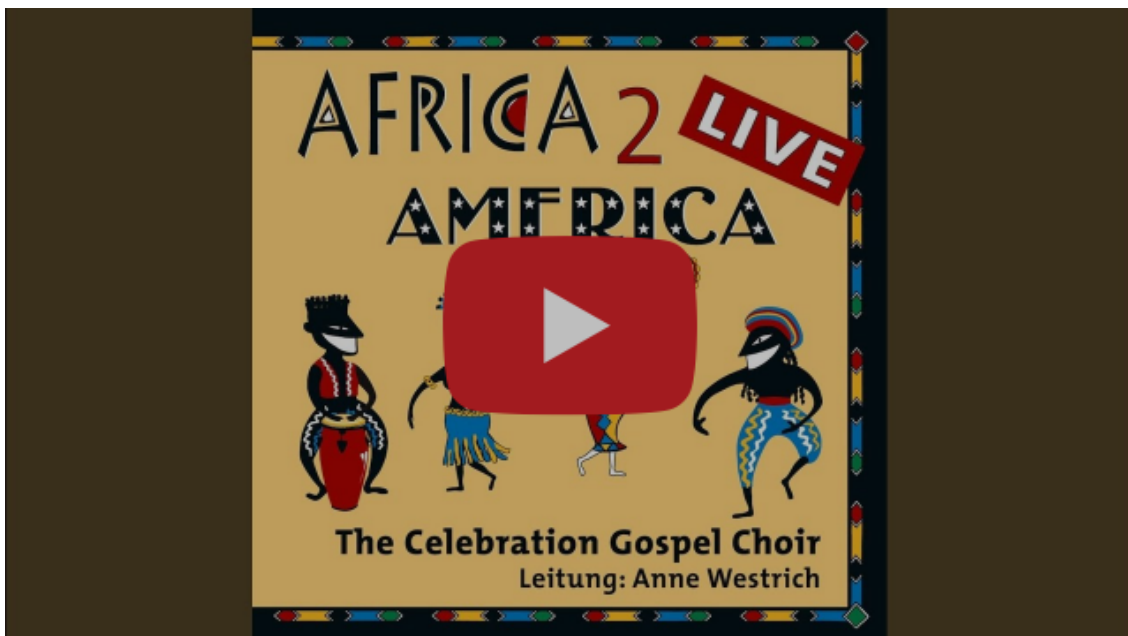 AFRICA 2 LIVE
AMERICA
The Celebration Gospel Choir
Leitung: Anne Westrich